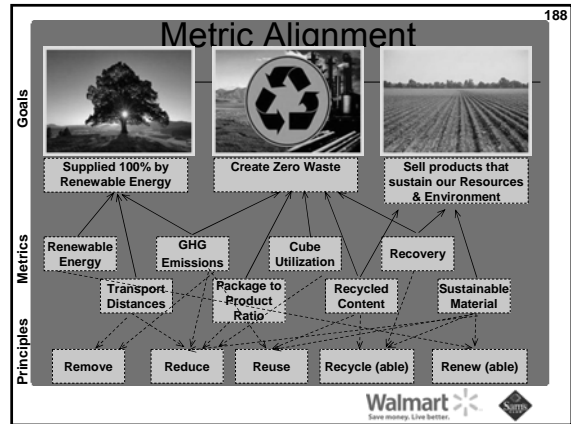 188
Metric Alignment
Goals
Supplied 100% by
Renewable Energy
Create Zero Waste
Sell products that
sustain our Resources
& Environment
Metrics
Renewable
Energy
GHG
Emissions
Cube
Utilization
Recovery
Transport
Distances
Package to
Product
Ratio
Recycled
Content
Sustainable
Material
Principles
Remove
Reduce
Reuse
Recycle (able)
Renew (able)
Walmart
Save money. Live better.
Sam's